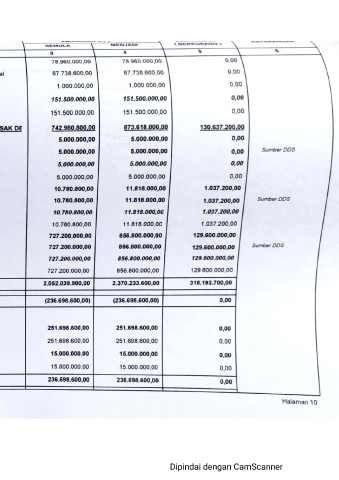 SEMULA MENJADI ( BERKURANG )
3 4 5 6
78.960.000,00 78.960.000,00 0,00
67.738.600,00 67.738.600,00 0,00
1.000.000,00 1.000.000,00 0,00
151.500.000,00 151.500.000,00 0,00
151.500.000,00 151.500.000,00 0,00
SAK DE 742.980.800,00 873.618.000,00 130.637.200,00
5.000.000,00 5.000.000,00 0,00
5.000.000,00 5.000.000,00 0,00 Sumber DDS
5.000.000,00 5.000.000,00 0,00
5.000.000,00 5.000.000,00 0,00
10.780.800,00 11.818.000,00 1.037.200,00
10.780.800,00 11.818.000,00 1.037.200,00 Sumber DDS
10.780.800,00 11.818.000,00 1.037.200,00
10.780.800,00 11.818.000,00 1.037.200,00
727.200.000,00 856.800.000,00 129.600.000,00
727.200.000,00 856.800.000,00 129.600.000,00 Sumber DDS
727.200.000,00 856.800.000,00 129.600.000,00
727.200.000,00 856.800.000,00 129.600.000,00
2.052.039.900,00 2.370.233.600,00 318.193.700,00
(236.698.600,00) (236.698.600,00) 0,00
251.698.600,00 251.698.600,00 0,00
251.698.600,00 251.698.600,00 0,00
15.000.000,00 15.000.000,00 0,00
15.000.000,00 15.000.000,00 0,00
236.698.600,00 236.698.600,00 0,00
Halaman 10
Dipindai dengan CamScanner